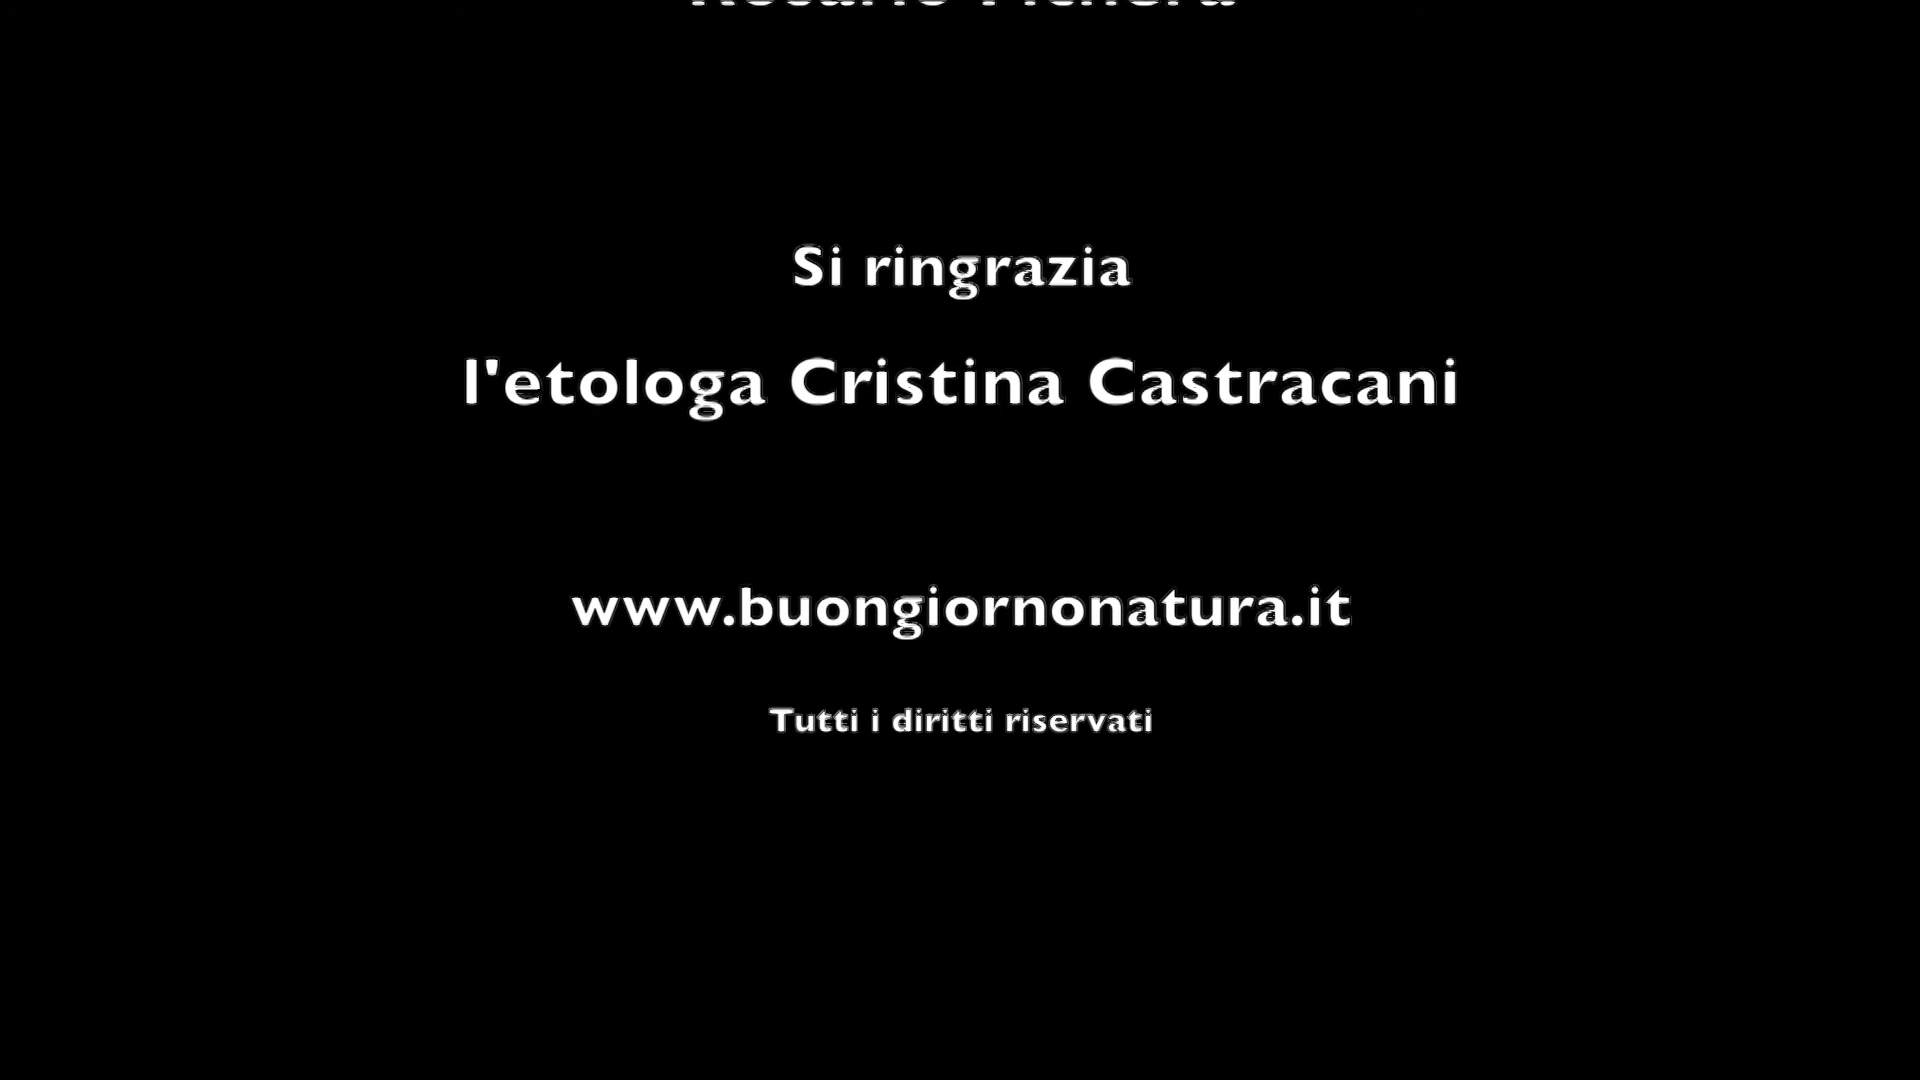 Si ringrazia
l'etologa Cristina Castracani
www.buongiornonatura.it
Tutti i diritti riservati